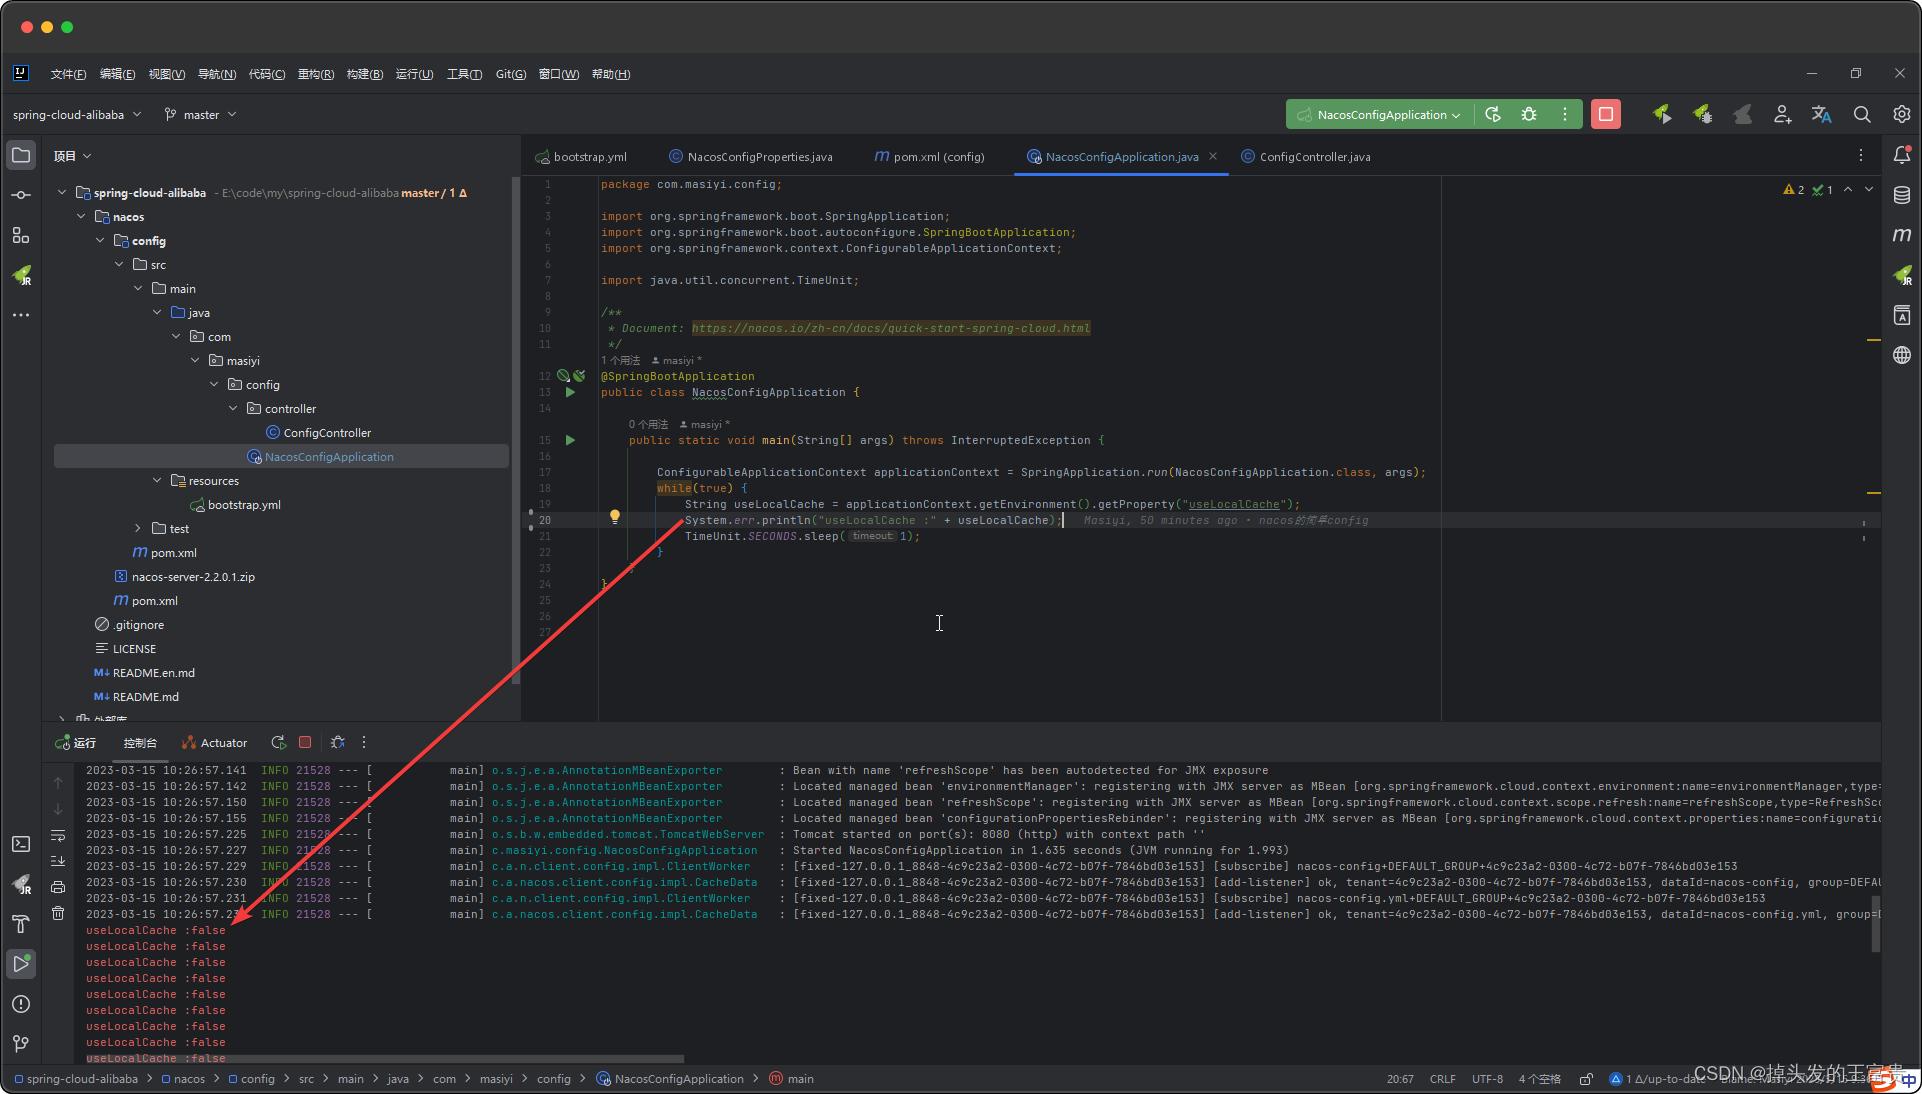 文件(F) 编辑(E) 视图(V) 导航(N) 代码(C) 重构(R) 构建(B) 运行(U) 工具(T) Git(G) 窗口(W) 帮助(H)
spring-cloud-alibaba master NacosConfigApplication
项目
bootstrap.yml NacosConfigProperties.java pom.xml (config) NacosConfigApplication.java ConfigController.java
spring-cloud-alibaba - E:\code\my\spring-cloud-alibaba master / 1 Δ
nacos
config
src
main
java
com
masiyi
config
controller
ConfigController
NacosConfigApplication
resources
bootstrap.yml
test
pom.xml
nacos-server-2.2.0.1.zip
pom.xml
.gitignore
LICENSE
README.en.md
README.md
外部库
2 1
1 package com.masiyi.config;
2
3 import org.springframework.boot.SpringApplication;
4 import org.springframework.boot.autoconfigure.SpringBootApplication;
5 import org.springframework.context.ConfigurableApplicationContext;
6
7 import java.util.concurrent.TimeUnit;
8
9 /**
10 * Document: https://nacos.io/zh-cn/docs/quick-start-spring-cloud.html
11 */
1 个用法 masiyi *
12 @SpringBootApplication
13 public class NacosConfigApplication {
14
0 个用法 masiyi *
15 public static void main(String[] args) throws InterruptedException {
16
17 ConfigurableApplicationContext applicationContext = SpringApplication.run(NacosConfigApplication.class, args);
18 while(true) {
19 String useLocalCache = applicationContext.getEnvironment().getProperty("useLocalCache");
20 System.err.println("useLocalCache :" + useLocalCache); Masiyi, 50 minutes ago · nacos的简单config
21 TimeUnit.SECONDS.sleep( timeout: 1);
22 }
23 }
24 }
25
26
27
运行 控制台 Actuator
2023-03-15 10:26:57.141 INFO 21528 --- [ main] o.s.j.e.a.AnnotationMBeanExporter : Bean with name 'refreshScope' has been autodetected for JMX exposure
2023-03-15 10:26:57.142 INFO 21528 --- [ main] o.s.j.e.a.AnnotationMBeanExporter : Located managed bean 'environmentManager': registering with JMX server as MBean [org.springframework.cloud.context.environment:name=environmentManager,type=
2023-03-15 10:26:57.150 INFO 21528 --- [ main] o.s.j.e.a.AnnotationMBeanExporter : Located managed bean 'refreshScope': registering with JMX server as MBean [org.springframework.cloud.context.scope.refresh:name=refreshScope,type=RefreshSco
2023-03-15 10:26:57.155 INFO 21528 --- [ main] o.s.j.e.a.AnnotationMBeanExporter : Located managed bean 'configurationPropertiesRebinder': registering with JMX server as MBean [org.springframework.cloud.context.properties:name=configuratio
2023-03-15 10:26:57.225 INFO 21528 --- [ main] o.s.b.w.embedded.tomcat.TomcatWebServer : Tomcat started on port(s): 8080 (http) with context path ''
2023-03-15 10:26:57.227 INFO 21528 --- [ main] c.masiyi.config.NacosConfigApplication : Started NacosConfigApplication in 1.635 seconds (JVM running for 1.993)
2023-03-15 10:26:57.229 INFO 21528 --- [ main] c.a.n.client.config.impl.ClientWorker : [fixed-127.0.0.1_8848-4c9c23a2-0300-4c72-b07f-7846bd03e153] [subscribe] nacos-config+DEFAULT_GROUP+4c9c23a2-0300-4c72-b07f-7846bd03e153
2023-03-15 10:26:57.230 INFO 21528 --- [ main] c.a.nacos.client.config.impl.CacheData : [fixed-127.0.0.1_8848-4c9c23a2-0300-4c72-b07f-7846bd03e153] [add-listener] ok, tenant=4c9c23a2-0300-4c72-b07f-7846bd03e153, dataId=nacos-config, group=DEFAU
2023-03-15 10:26:57.231 INFO 21528 --- [ main] c.a.n.client.config.impl.ClientWorker : [fixed-127.0.0.1_8848-4c9c23a2-0300-4c72-b07f-7846bd03e153] [subscribe] nacos-config.yml+DEFAULT_GROUP+4c9c23a2-0300-4c72-b07f-7846bd03e153
2023-03-15 INFO 21528 --- [ main] c.a.nacos.client.config.impl.CacheData : [fixed-127.0.0.1_8848-4c9c23a2-0300-4c72-b07f-7846bd03e153] [add-listener] ok, tenant=4c9c23a2-0300-4c72-b07f-7846bd03e153, dataId=nacos-config.yml, group=
useLocalCache :false
useLocalCache :false
useLocalCache :false
useLocalCache :false
useLocalCache :false
useLocalCache :false
useLocalCache :false
useLocalCache :false
useLocalCache :false
spring-cloud-alibaba nacos config src main java com masiyi config NacosConfigApplication main
20:67 CRLF UTF-8 4 个空格 1 Δ/up-to-date
CSDN @掉头发的王富贵
中